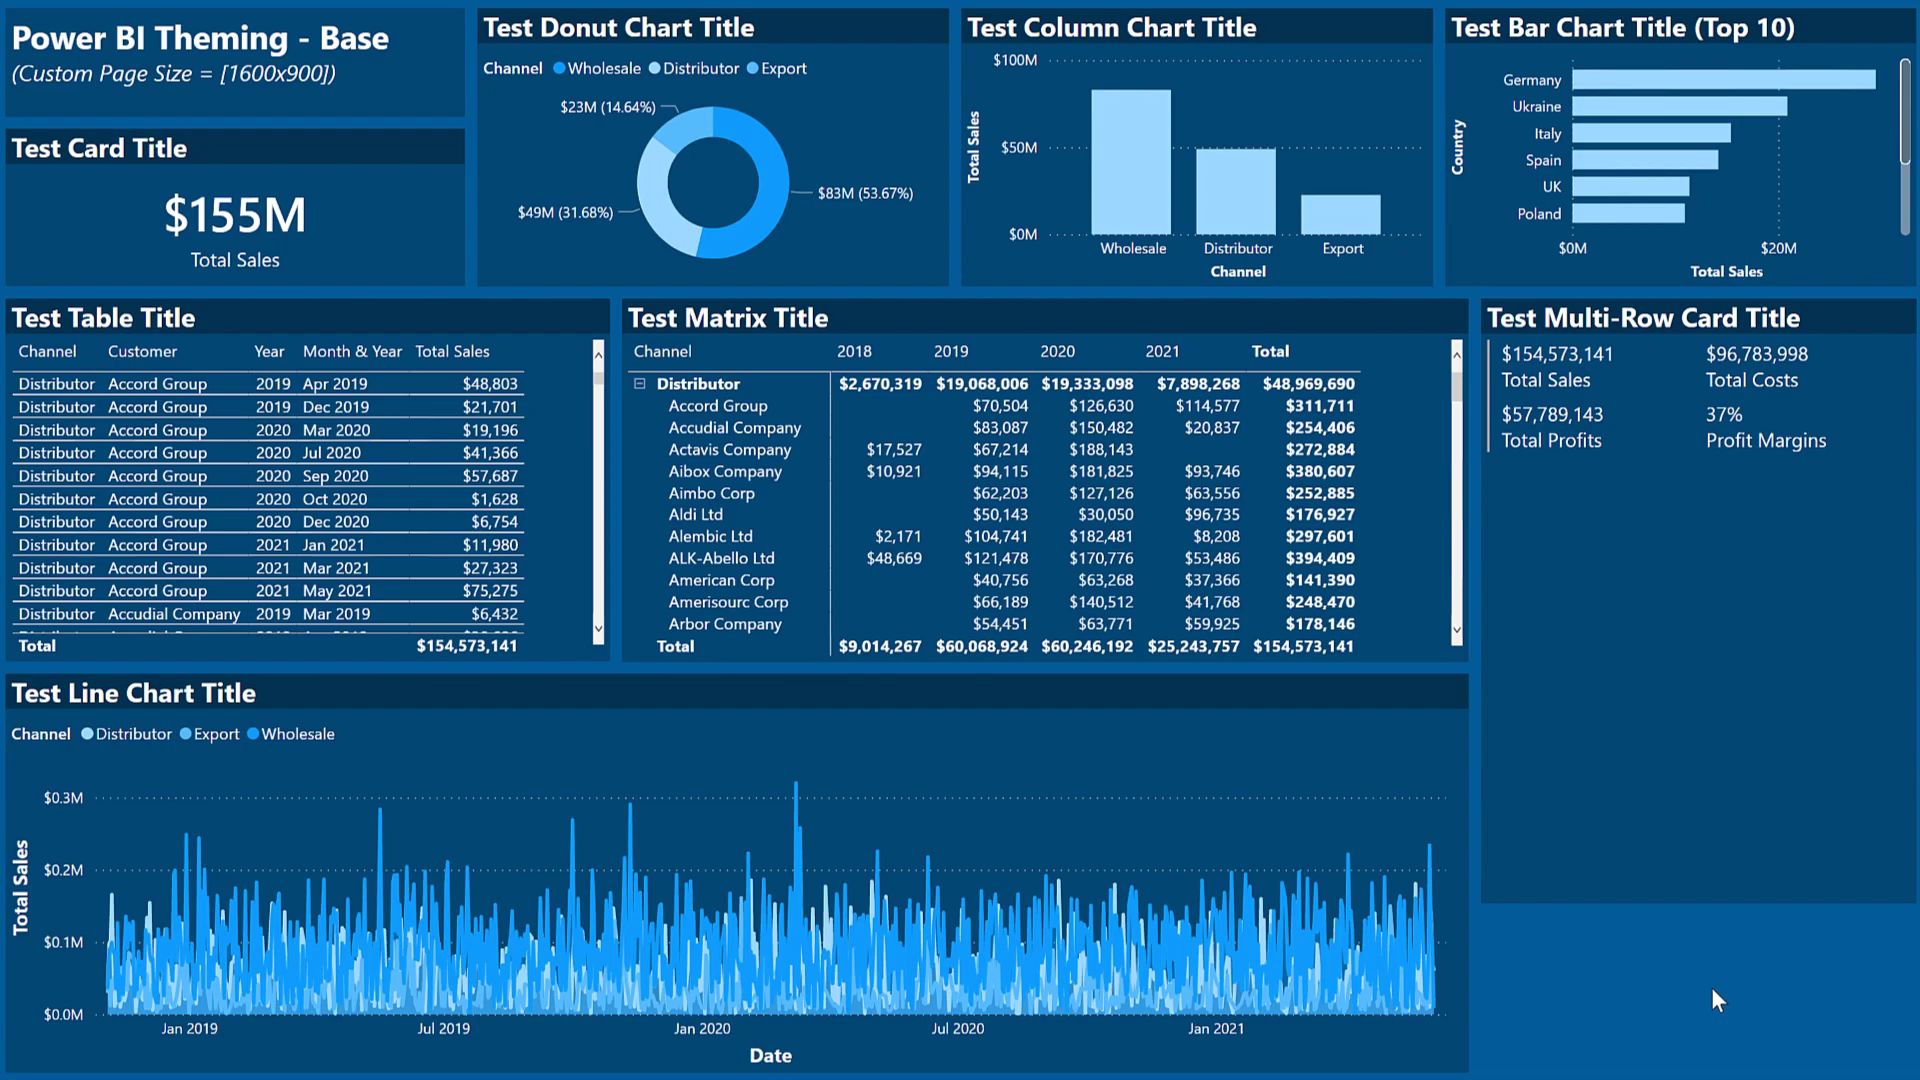 Power BI Theming - Base
(Custom Page Size = [1600x900])
Test Card Title
$155M
Total Sales
Test Donut Chart Title
Channel Wholesale Distributor Export
$23M (14.64%)
$83M (53.67%)
$49M (31.68%)
Test Column Chart Title
$100M
$50M
$0M
Total Sales
Wholesale Distributor Export
Channel
Test Bar Chart Title (Top 10)
Country
Germany
Ukraine
Italy
Spain
UK
Poland
$0M $20M
Total Sales
Test Table Title
Channel Customer Year Month & Year Total Sales
Distributor Accord Group 2019 Apr 2019 $48,803
Distributor Accord Group 2019 Dec 2019 $21,701
Distributor Accord Group 2020 Mar 2020 $19,196
Distributor Accord Group 2020 Jul 2020 $41,366
Distributor Accord Group 2020 Sep 2020 $57,687
Distributor Accord Group 2020 Oct 2020 $1,628
Distributor Accord Group 2020 Dec 2020 $6,754
Distributor Accord Group 2021 Jan 2021 $11,980
Distributor Accord Group 2021 Mar 2021 $27,323
Distributor Accord Group 2021 May 2021 $75,275
Distributor Accudial Company 2019 Mar 2019 $6,432
Total $154,573,141
Test Matrix Title
Channel 2018 2019 2020 2021 Total
Distributor $2,670,319 $19,068,006 $19,333,098 $7,898,268 $48,969,690
Accord Group $70,504 $126,630 $114,577 $311,711
Accudial Company $83,087 $150,482 $20,837 $254,406
Actavis Company $17,527 $67,214 $188,143 $272,884
Aibox Company $10,921 $94,115 $181,825 $93,746 $380,607
Aimbo Corp $62,203 $127,126 $63,556 $252,885
Aldi Ltd $50,143 $30,050 $96,735 $176,927
Alembic Ltd $2,171 $104,741 $182,481 $8,208 $297,601
ALK-Abello Ltd $48,669 $121,478 $170,776 $53,486 $394,409
American Corp $40,756 $63,268 $37,366 $141,390
Amerisourc Corp $66,189 $140,512 $41,768 $248,470
Arbor Company $54,451 $63,771 $59,925 $178,146
Total $9,014,267 $60,068,924 $60,246,192 $25,243,757 $154,573,141
Test Multi-Row Card Title
$154,573,141 $96,783,998
Total Sales Total Costs
$57,789,143 37%
Total Profits Profit Margins
Test Line Chart Title
Channel Distributor Export Wholesale
$0.3M
$0.2M
$0.1M
$0.0M
Total Sales
Jan 2019 Jul 2019 Jan 2020 Jul 2020 Jan 2021
Date